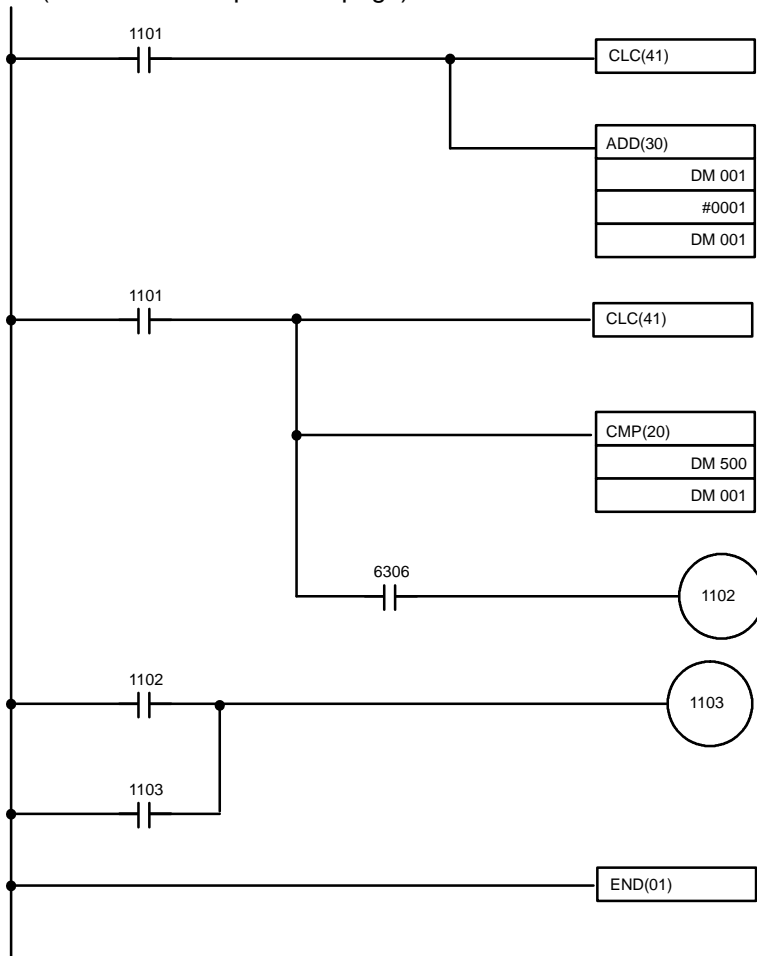 1101
CLC(41)
ADD(30)
DM 001
#0001
DM 001
1101
CLC(41)
CMP(20)
DM 500
DM 001
6306
1102
1102
1103
1103
END(01)